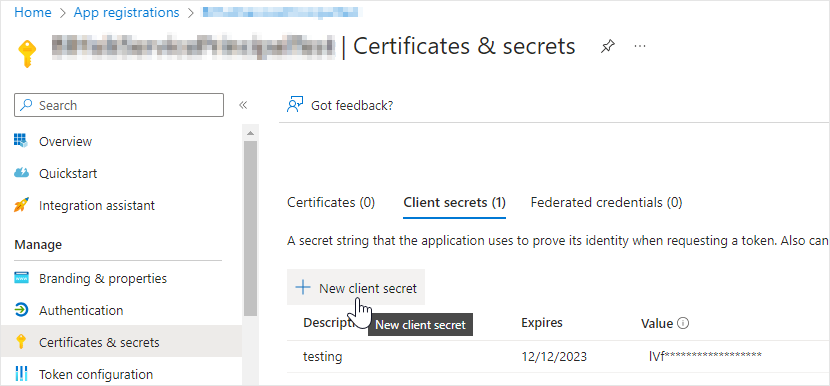 Home > App registrations >
| Certificates & secrets
Search
Got feedback?
Overview
Quickstart
Integration assistant
Manage
Branding & properties
Authentication
Certificates & secrets
Token configuration
Certificates (0) Client secrets (1) Federated credentials (0)
A secret string that the application uses to prove its identity when requesting a token. Also can
New client secret
New client secret
Descripti Expires Value
testing 12/12/2023 lVf******************